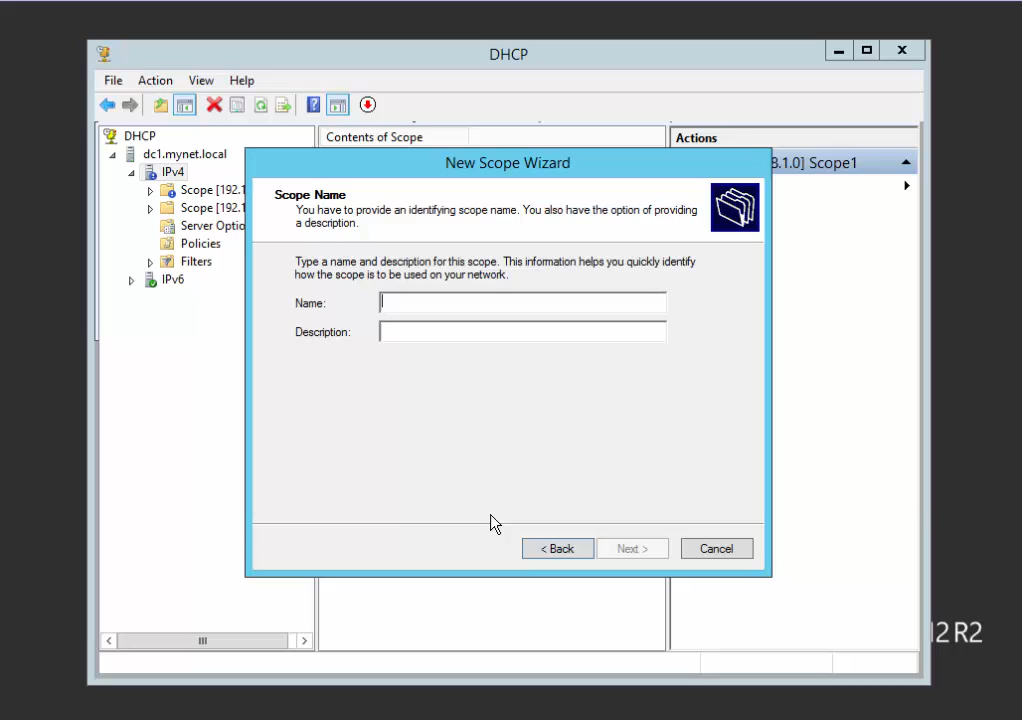 DHCP
File Action View Help
DHCP
dc1.mynet.local
IPv4
Scope [192.1
Scope [192.1
Server Optio
Policies
Filters
IPv6
Contents of Scope
Actions
8.1.0] Scope1
New Scope Wizard
Scope Name
You have to provide an identifying scope name. You also have the option of providing
a description.
Type a name and description for this scope. This information helps you quickly identify
how the scope is to be used on your network.
Name:
Description:
< Back Next > Cancel
2 R2